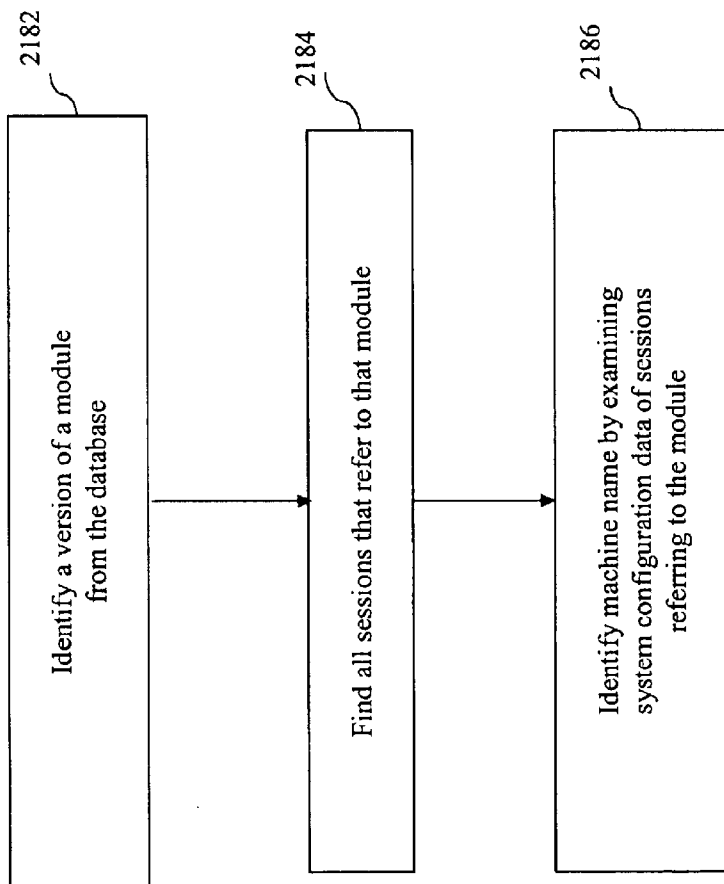 2182
Identify a version of a module
from the database
2184
Find all sessions that refer to that module
2186
Identify machine name by examining
system configuration data of sessions
referring to the module